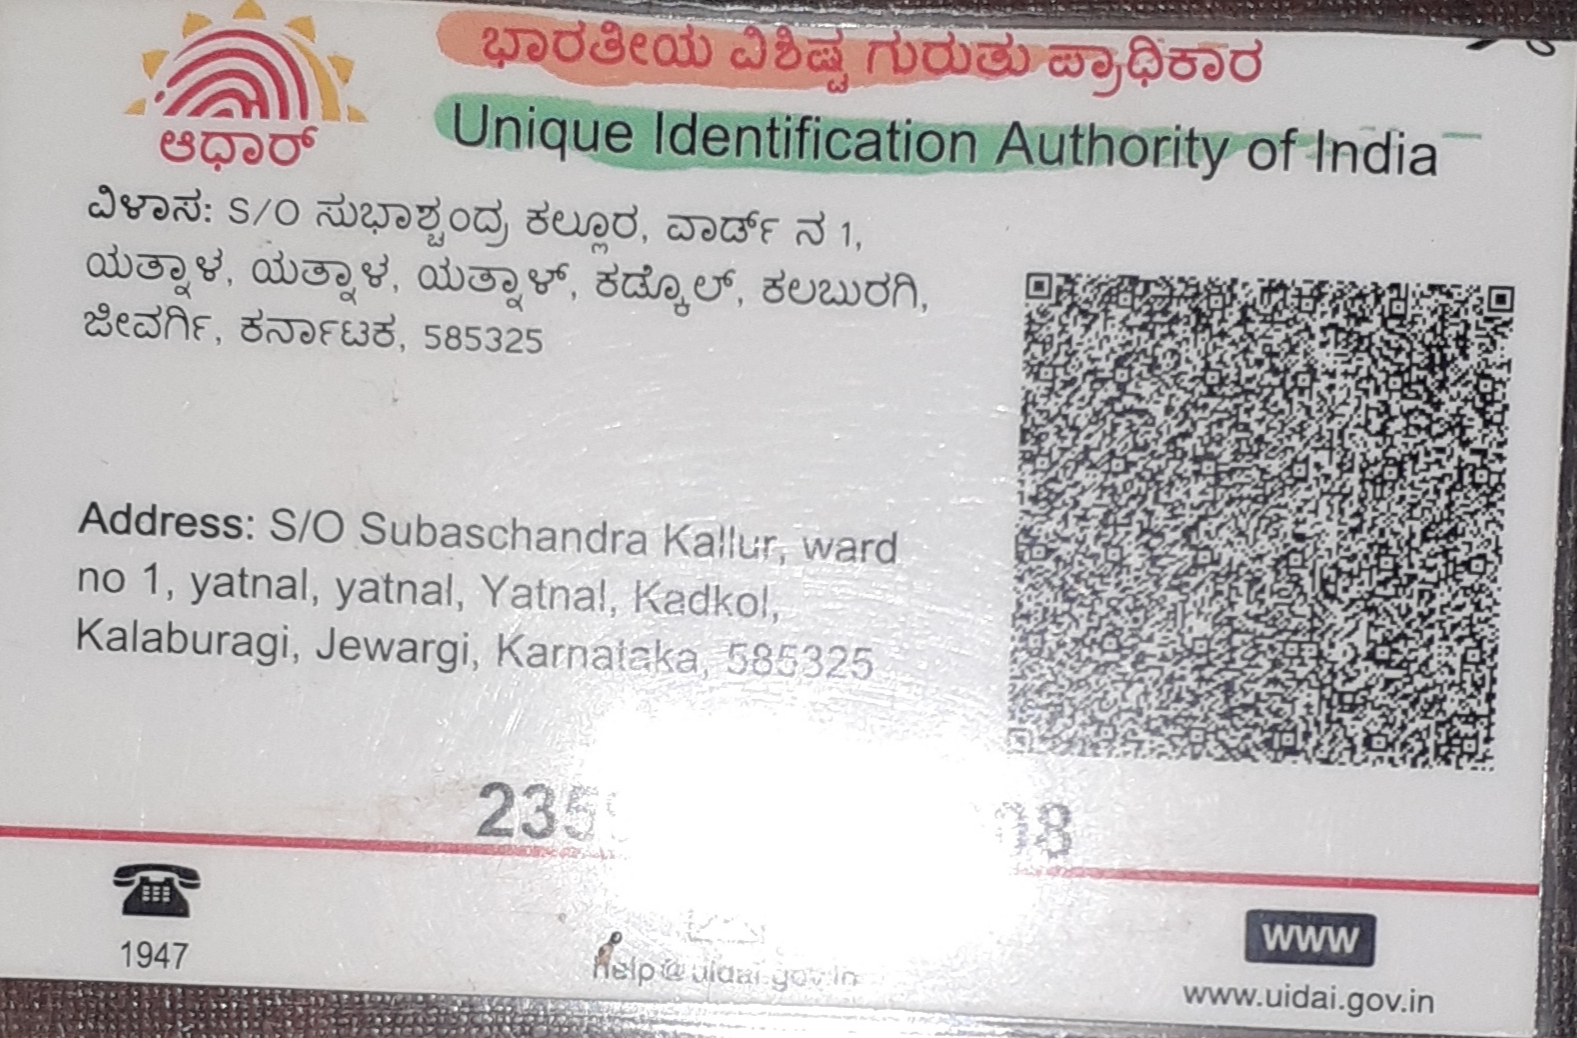 ಭಾರತೀಯ ವಿಶಿಷ್ಟ ಗುರುತು ಪ್ರಾಧಿಕಾರ
Unique Identification Authority of India
ಆಧಾರ್
ವಿಳಾಸ: S/O ಸುಭಾಶ್ಚಂದ್ರ ಕಲ್ಲೂರ, ವಾರ್ಡ್ ನ 1,
ಯತ್ನಾಳ, ಯತ್ನಾಳ, ಯತ್ನಾಳ್, ಕಡ್ಕೊಲ್, ಕಲಬುರಗಿ,
ಜೀವರ್ಗಿ, ಕರ್ನಾಟಕ, 585325
Address: S/O Subaschandra Kallur, ward
no 1, yatnal, yatnal, Yatnal, Kadkol,
Kalaburagi, Jewargi, Karnataka, 585325
235 08
1947
help@uidai.gov.in
www
www.uidai.gov.in